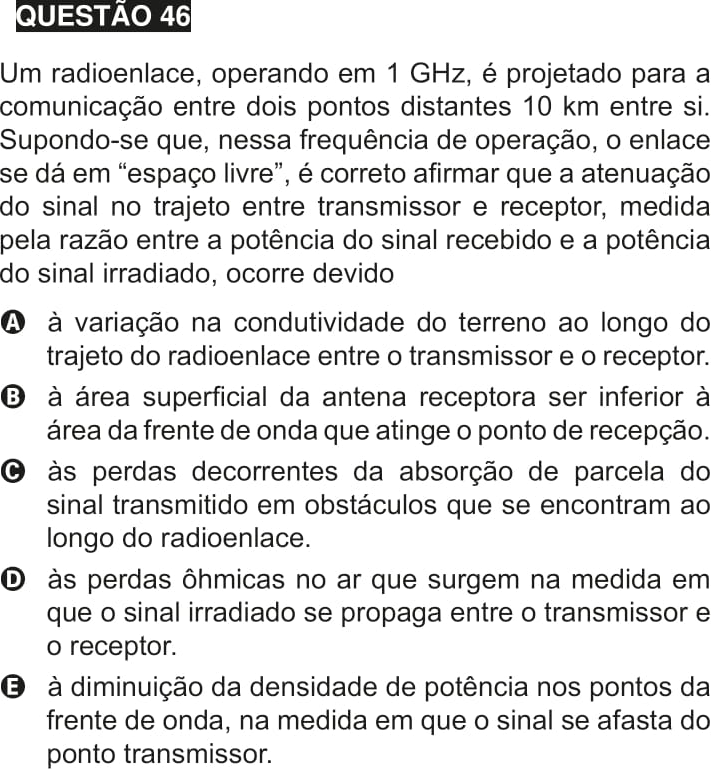 QUESTÃO 46
Um radioenlace, operando em 1 GHz, é projetado para a
comunicação entre dois pontos distantes 10 km entre si.
Supondo-se que, nessa frequência de operação, o enlace
se dá em “espaço livre”, é correto afirmar que a atenuação
do sinal no trajeto entre transmissor e receptor, medida
pela razão entre a potência do sinal recebido e a potência
do sinal irradiado, ocorre devido
A à variação na condutividade do terreno ao longo do
trajeto do radioenlace entre o transmissor e o receptor.
B à área superficial da antena receptora ser inferior à
área da frente de onda que atinge o ponto de recepção.
C às perdas decorrentes da absorção de parcela do
sinal transmitido em obstáculos que se encontram ao
longo do radioenlace.
D às perdas ôhmicas no ar que surgem na medida em
que o sinal irradiado se propaga entre o transmissor e
o receptor.
E à diminuição da densidade de potência nos pontos da
frente de onda, na medida em que o sinal se afasta do
ponto transmissor.